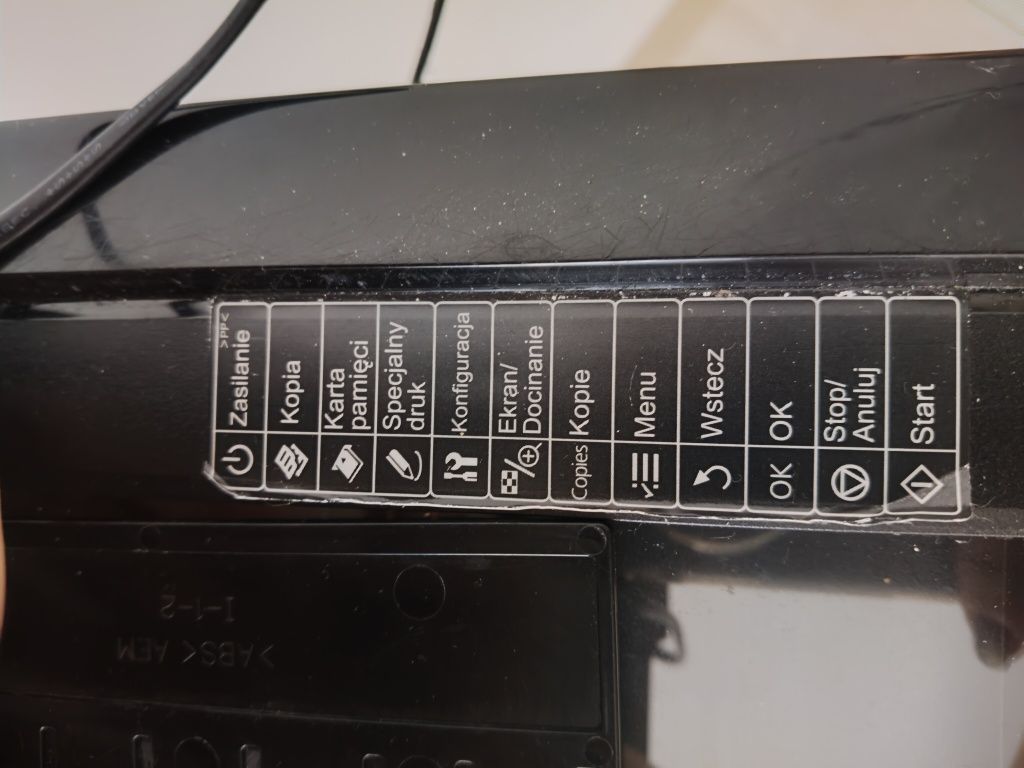 >PP<
Zasilanie
Kopia
Karta
pamięci
Specjalny
druk
Konfiguracja
Ekran/
Docinanie
Copies Kopie
Menu
Wstecz
OK OK
Stop/
Anuluj
Start
1-1-2
>ABS< AEM